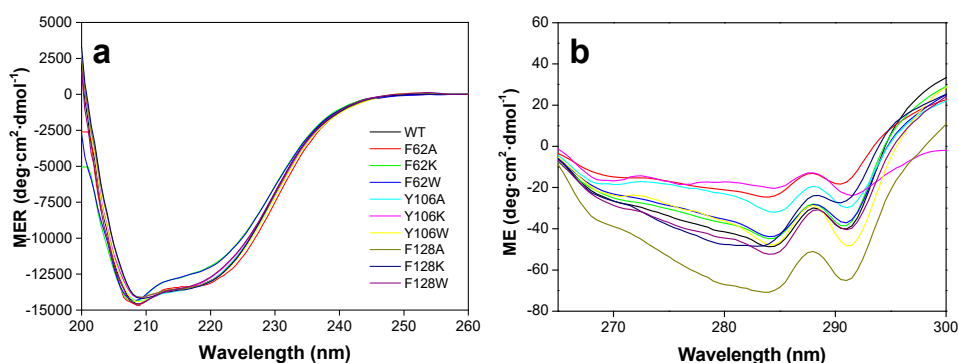 a
MER (deg·cm²·dmol⁻¹)
5000
2500
0
-2500
-5000
-7500
-10000
-12500
-15000
200 210 220 230 240 250 260
Wavelength (nm)
WT
F62A
F62K
F62W
Y106A
Y106K
Y106W
F128A
F128K
F128W
b
ME (deg·cm²·dmol⁻¹)
60
40
20
0
-20
-40
-60
-80
270 280 290 300
Wavelength (nm)